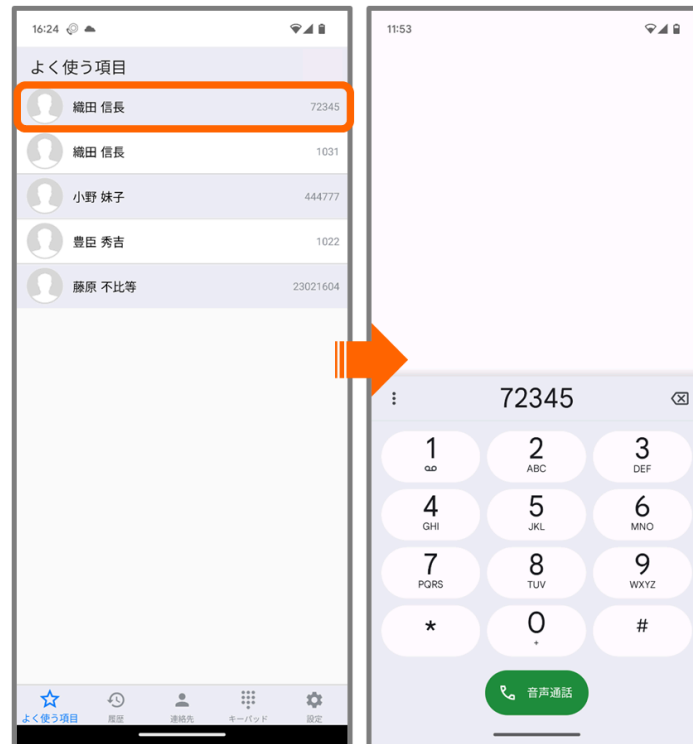 16:24
よく使う項目
織田 信長 72345
織田 信長 1031
小野 妹子 444777
豊臣 秀吉 1022
藤原 不比等 23021604
よく使う項目 履歴 連絡先 キーパッド 設定
11:53
72345
1 2 ABC 3 DEF
4 GHI 5 JKL 6 MNO
7 PQRS 8 TUV 9 WXYZ
* 0 + #
音声通話